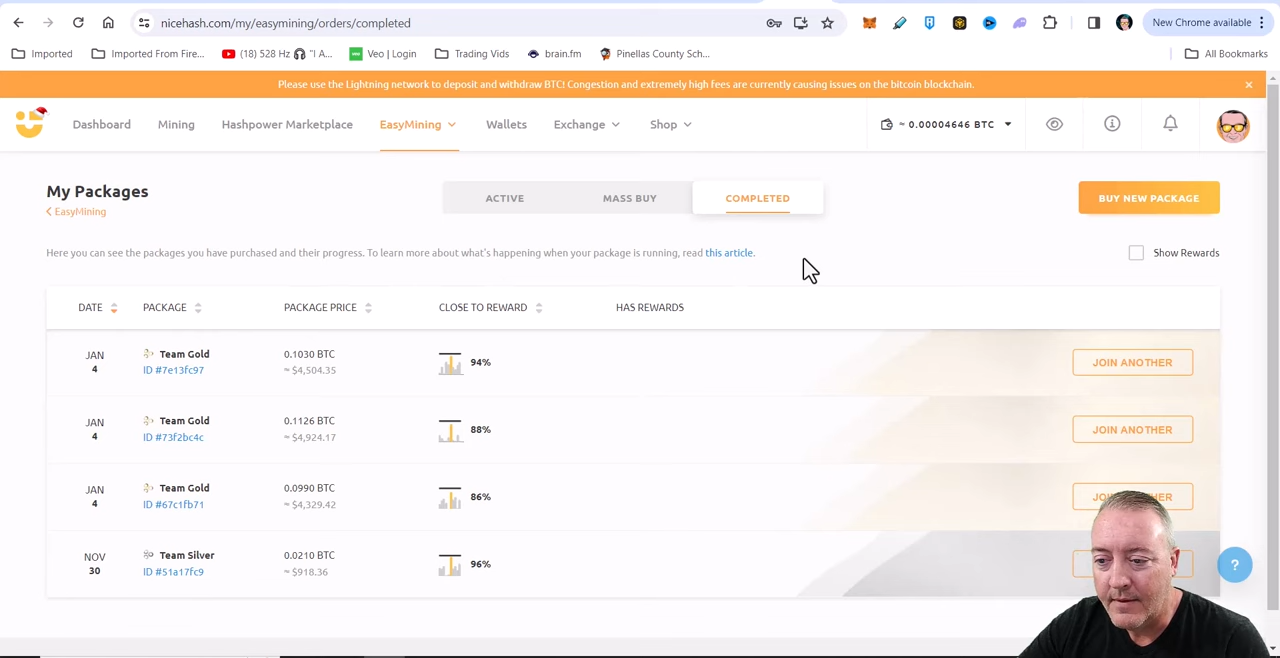 nicehash.com/my/easymining/orders/completed
New Chrome available
Imported
Imported From Fire...
(18) 528 Hz 🎧 "I A...
Veo | Login
Trading Vids
brain.fm
Pinellas County Sch...
All Bookmarks
Please use the Lightning network to deposit and withdraw BTC! Congestion and extremely high fees are currently causing issues on the bitcoin blockchain.
Dashboard
Mining
Hashpower Marketplace
EasyMining
Wallets
Exchange
Shop
≈ 0.00004646 BTC
My Packages
EasyMining
ACTIVE
MASS BUY
COMPLETED
BUY NEW PACKAGE
Here you can see the packages you have purchased and their progress. To learn more about what's happening when your package is running, read this article.
Show Rewards
DATE PACKAGE PACKAGE PRICE CLOSE TO REWARD HAS REWARDS
JAN
4
Team Gold
ID #7e13fc97
0.1030 BTC
≈ $4,504.35
94%
JOIN ANOTHER
JAN
4
Team Gold
ID #73f2bc4c
0.1126 BTC
≈ $4,924.17
88%
JOIN ANOTHER
JAN
4
Team Gold
ID #67c1fb71
0.0990 BTC
≈ $4,329.42
86%
NOV
30
Team Silver
ID #51a17fc9
0.0210 BTC
≈ $918.36
96%
?